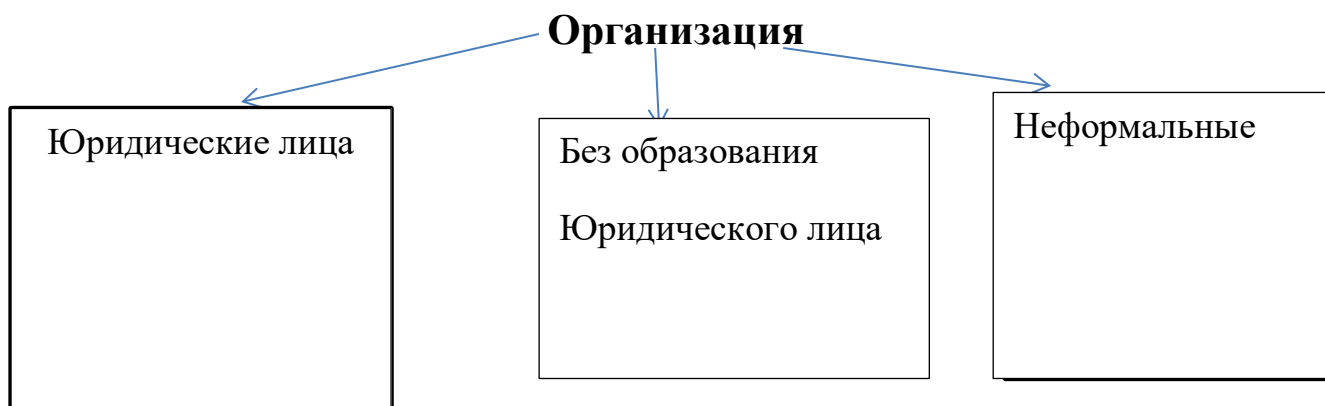 Организация
Юридические лица
Без образования
Юридического лица
Неформальные